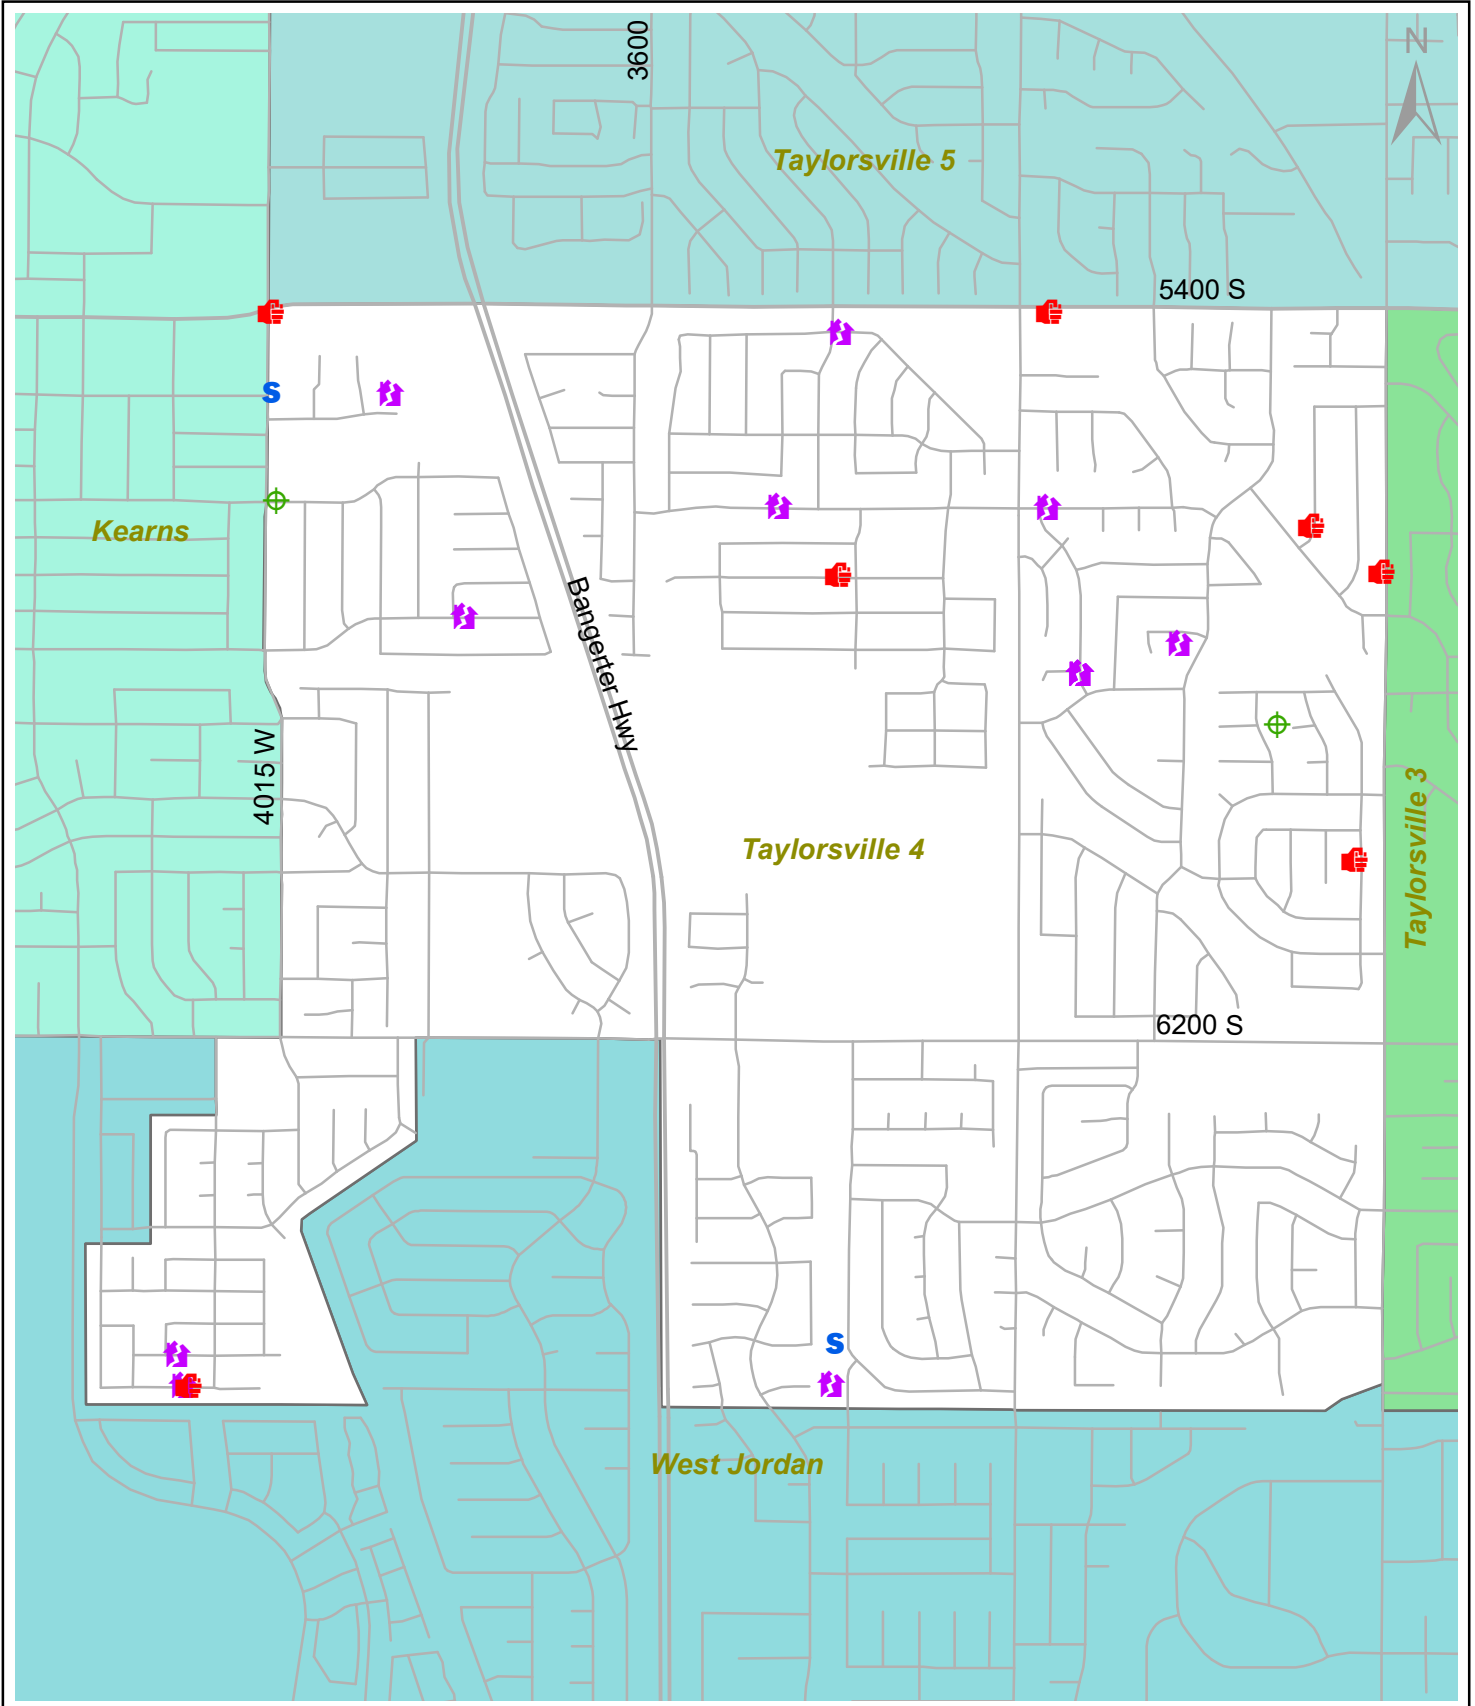 3600
N
Taylorsville 5
5400 S
S
Kearns
Bangerter Hwy
4015 W
Taylorsville 3
Taylorsville 4
6200 S
S
West Jordan